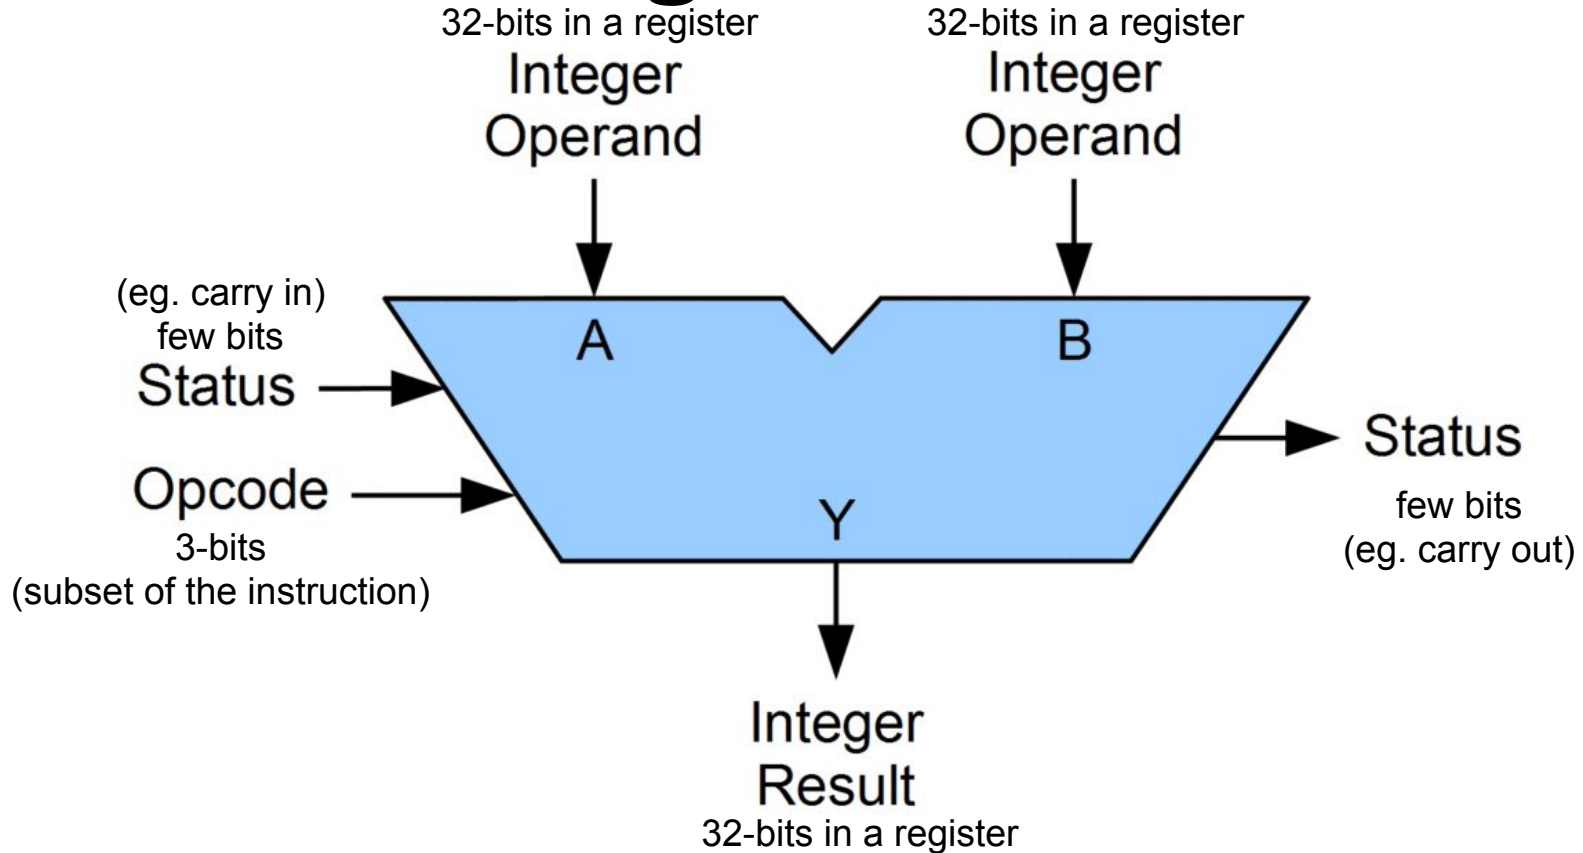 32-bits in a register
Integer
Operand
32-bits in a register
Integer
Operand
(eg. carry in)
few bits
Status
A
B
Opcode
3-bits
(subset of the instruction)
Y
Status
few bits
(eg. carry out)
Integer
Result
32-bits in a register